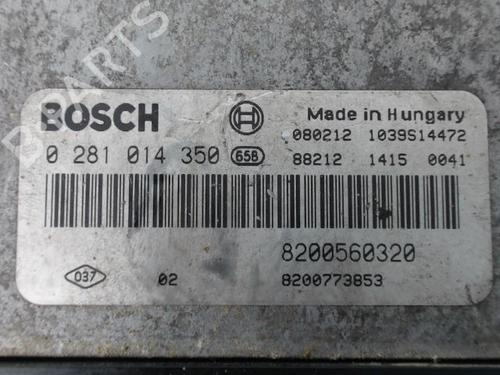 BOSCH
Made in Hungary
080212 1039S14472
0 281 014 350 658
88212 1415 0041
8200560320
037 02 8200773853